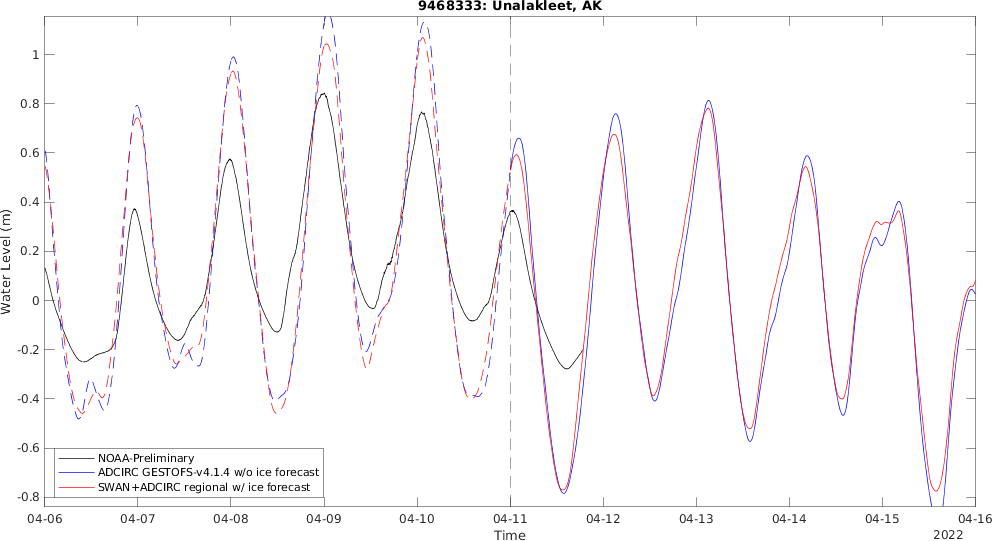 9468333: Unalakleet, AK
Water Level (m)
1
0.8
0.6
0.4
0.2
0
-0.2
-0.4
-0.6
-0.8
NOAA-Preliminary
ADCIRC GESTOFS-v4.1.4 w/o ice forecast
SWAN+ADCIRC regional w/ ice forecast
04-06 04-07 04-08 04-09 04-10 04-11 04-12 04-13 04-14 04-15 04-16
Time
2022